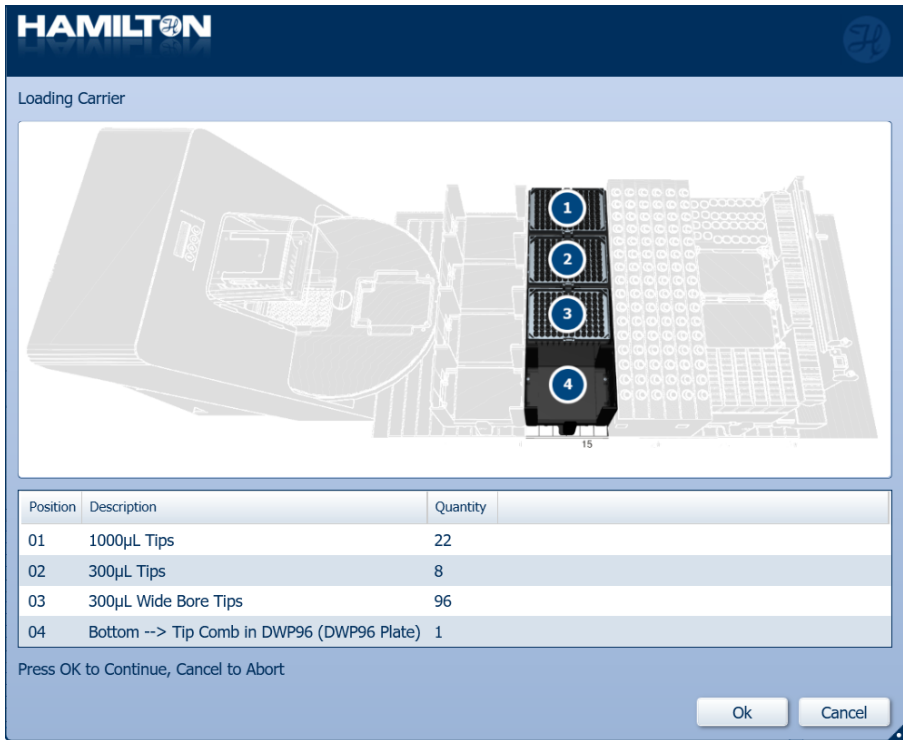 HAMILTON
Loading Carrier
1
2
3
4
15
Position Description Quantity
01 1000µL Tips 22
02 300µL Tips 8
03 300µL Wide Bore Tips 96
04 Bottom --> Tip Comb in DWP96 (DWP96 Plate) 1
Press OK to Continue, Cancel to Abort
Ok Cancel